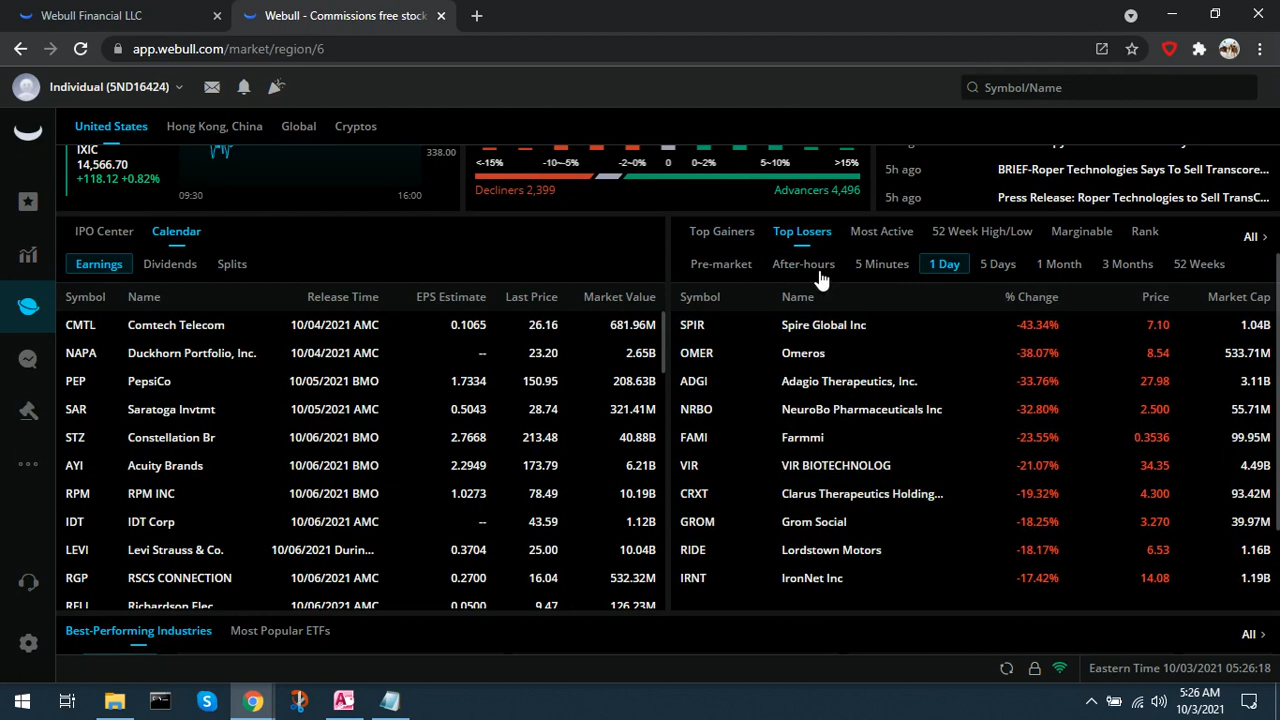 Webull Financial LLC
Webull - Commissions free stock
app.webull.com/market/region/6
Individual (5ND16424)
Symbol/Name
United States Hong Kong, China Global Cryptos
IXIC
14,566.70
+118.12 +0.82%
338.00
09:30 16:00
<-15% -10~-5% -2~0% 0 0~2% 5~10% >15%
Decliners 2,399 Advancers 4,496
5h ago BRIEF-Roper Technologies Says To Sell Transcore...
5h ago Press Release: Roper Technologies to Sell TransC...
IPO Center Calendar
Earnings Dividends Splits
Symbol Name Release Time EPS Estimate Last Price Market Value
CMTL Comtech Telecom 10/04/2021 AMC 0.1065 26.16 681.96M
NAPA Duckhorn Portfolio, Inc. 10/04/2021 AMC -- 23.20 2.65B
PEP PepsiCo 10/05/2021 BMO 1.7334 150.95 208.63B
SAR Saratoga Invtmt 10/05/2021 AMC 0.5043 28.74 321.41M
STZ Constellation Br 10/06/2021 BMO 2.7668 213.48 40.88B
AYI Acuity Brands 10/06/2021 BMO 2.2949 173.79 6.21B
RPM RPM INC 10/06/2021 BMO 1.0273 78.49 10.19B
IDT IDT Corp 10/06/2021 AMC -- 43.59 1.12B
LEVI Levi Strauss & Co. 10/06/2021 Durin... 0.3704 25.00 10.04B
RGP RSCS CONNECTION 10/06/2021 AMC 0.2700 16.04 532.32M
RELL Richardson Elec 10/06/2021 AMC 0.0500 9.47 126.23M
Top Gainers Top Losers Most Active 52 Week High/Low Marginable Rank All >
Pre-market After-hours 5 Minutes 1 Day 5 Days 1 Month 3 Months 52 Weeks
Symbol Name % Change Price Market Cap
SPIR Spire Global Inc -43.34% 7.10 1.04B
OMER Omeros -38.07% 8.54 533.71M
ADGI Adagio Therapeutics, Inc. -33.76% 27.98 3.11B
NRBO NeuroBo Pharmaceuticals Inc -32.80% 2.500 55.71M
FAMI Farmmi -23.55% 0.3536 99.95M
VIR VIR BIOTECHNOLOG -21.07% 34.35 4.49B
CRXT Clarus Therapeutics Holding... -19.32% 4.300 93.42M
GROM Grom Social -18.25% 3.270 39.97M
RIDE Lordstown Motors -18.17% 6.53 1.16B
IRNT IronNet Inc -17.42% 14.08 1.19B
Best-Performing Industries Most Popular ETFs All >
Eastern Time 10/03/2021 05:26:18
5:26 AM
10/3/2021